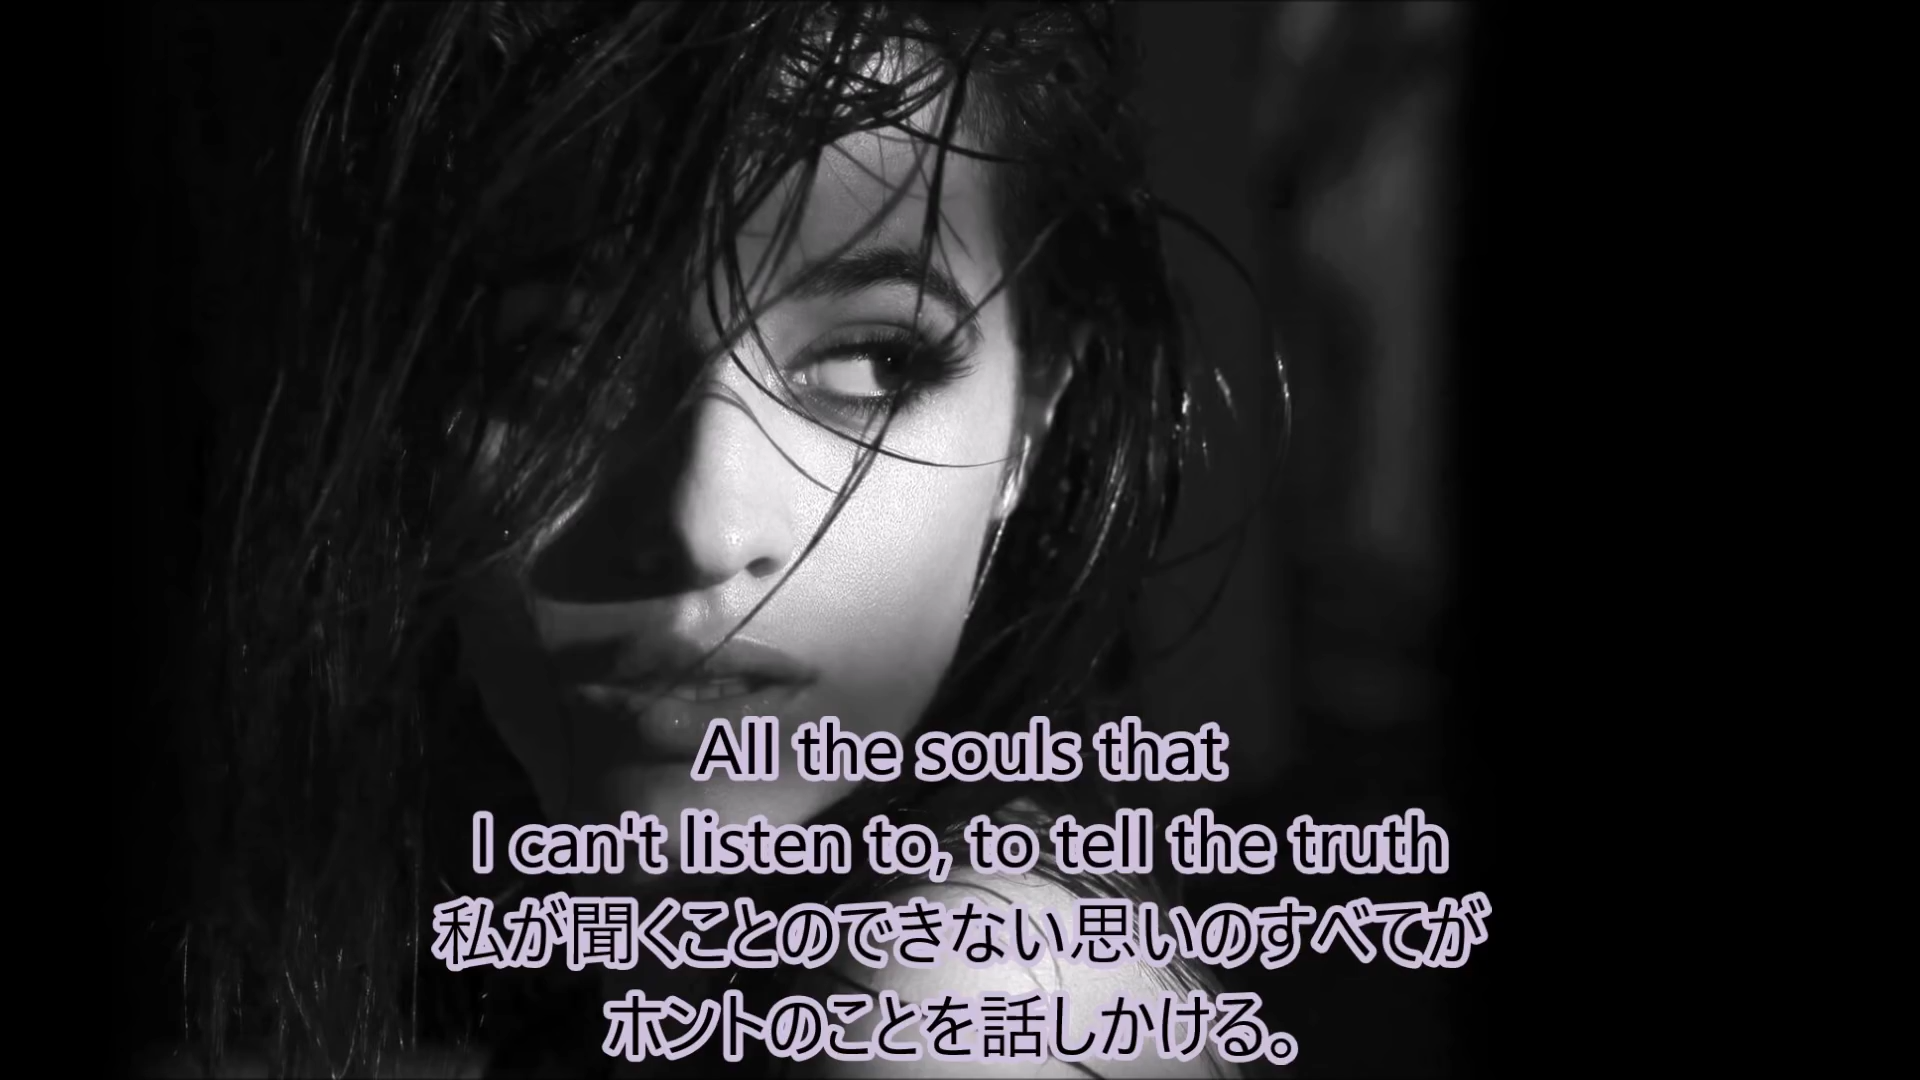 All the souls that
I can't listen to, to tell the truth
私が聞くことのできない思いのすべてが
ホントのことを話しかける。